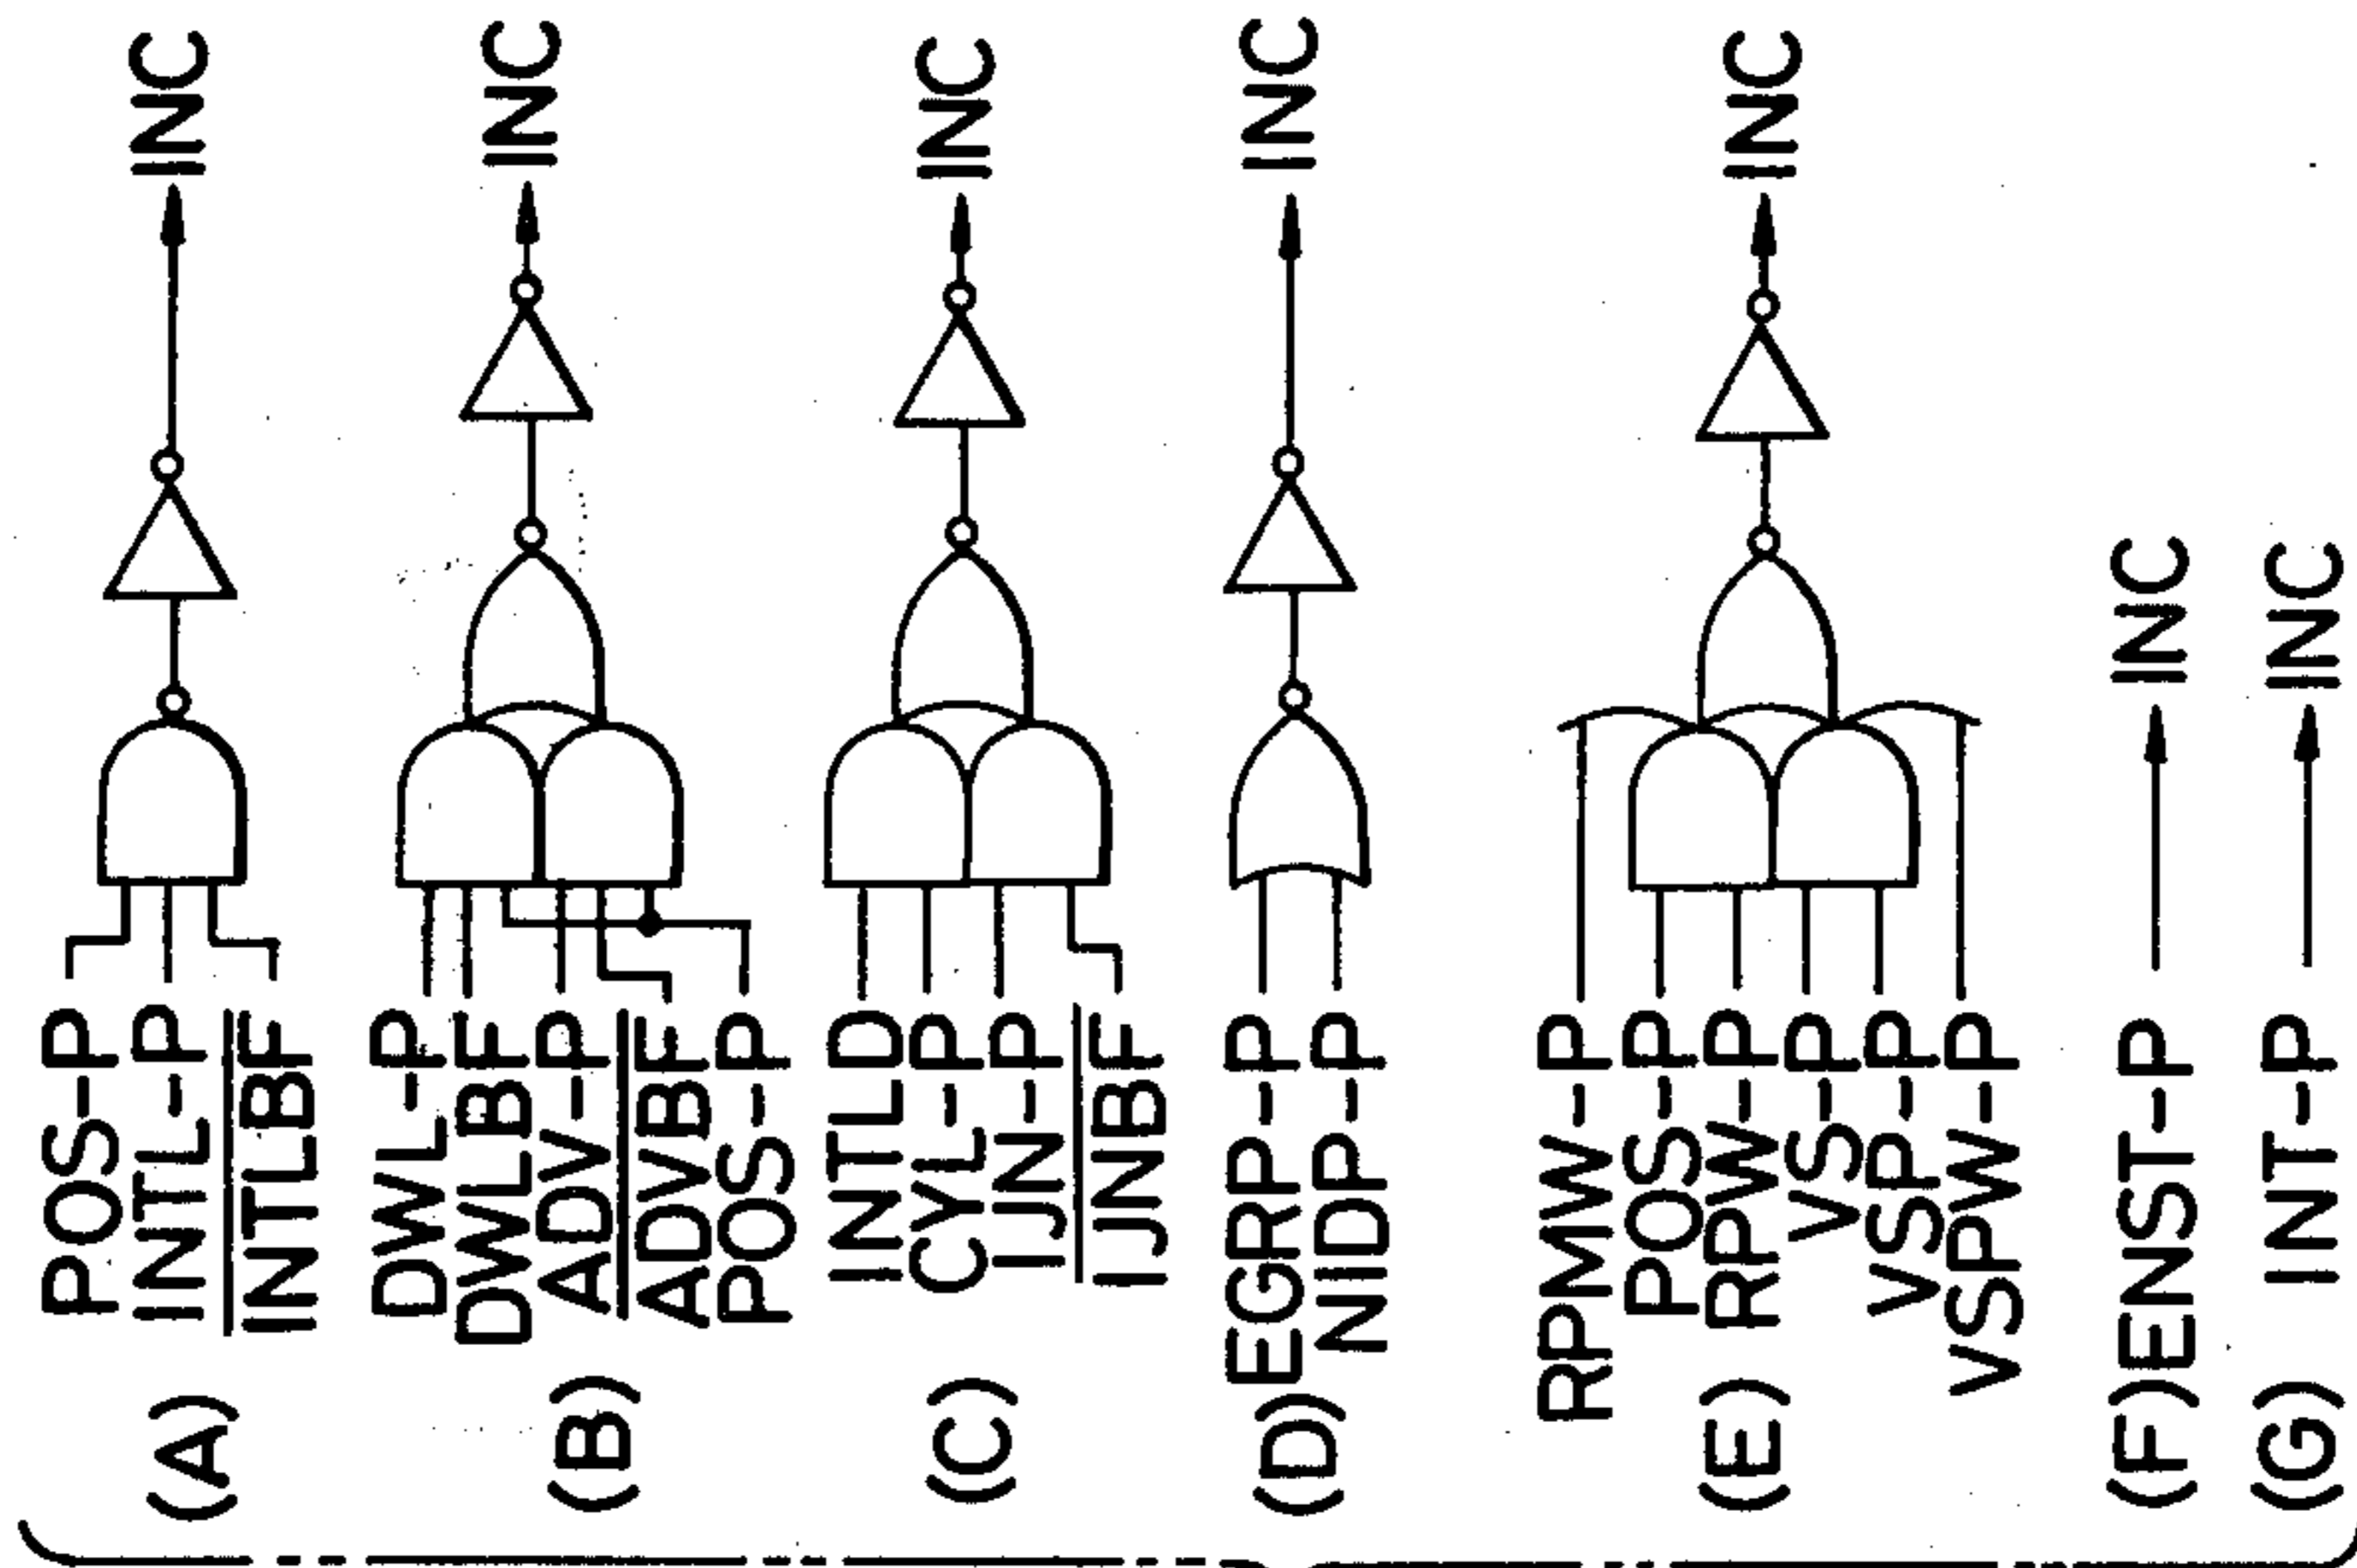 (A)
POS-P
INTL-P
INTLBF
INC
(B)
DWL-P
DWLBF
ADV-P
ADVBF
POS-P
INC
(C)
INTLD
CYL-P
IJN-P
IJNBF
INC
(D)
EGRP-P
NIDP-P
INC
(E)
RPMW-P
POS-P
RPW-P
VS-P
VSP-P
VSPW-P
INC
(F) ENST-P INC
(G) INT-P INC